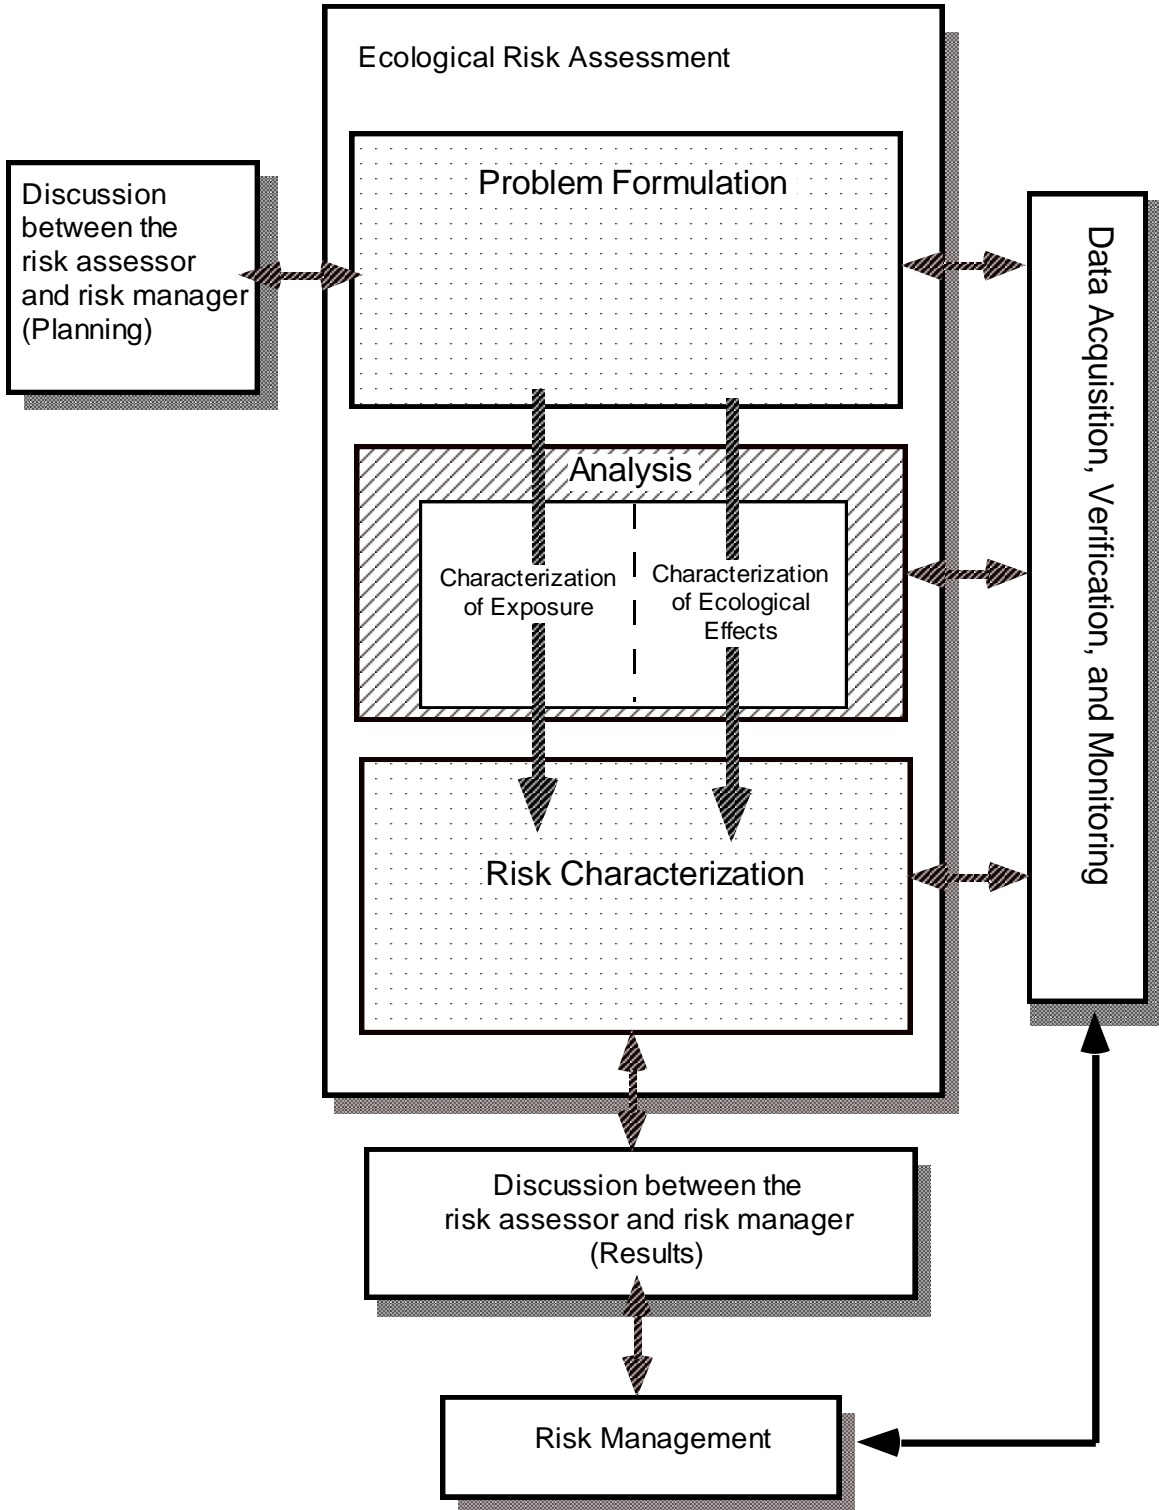 Ecological Risk Assessment
Problem Formulation
Discussion
between the
risk assessor
and risk manager
(Planning)
Data Acquisition, Verification, and Monitoring
Analysis
Characterization
of Exposure
Characterization
of Ecological
Effects
Risk Characterization
Discussion between the
risk assessor and risk manager
(Results)
Risk Management